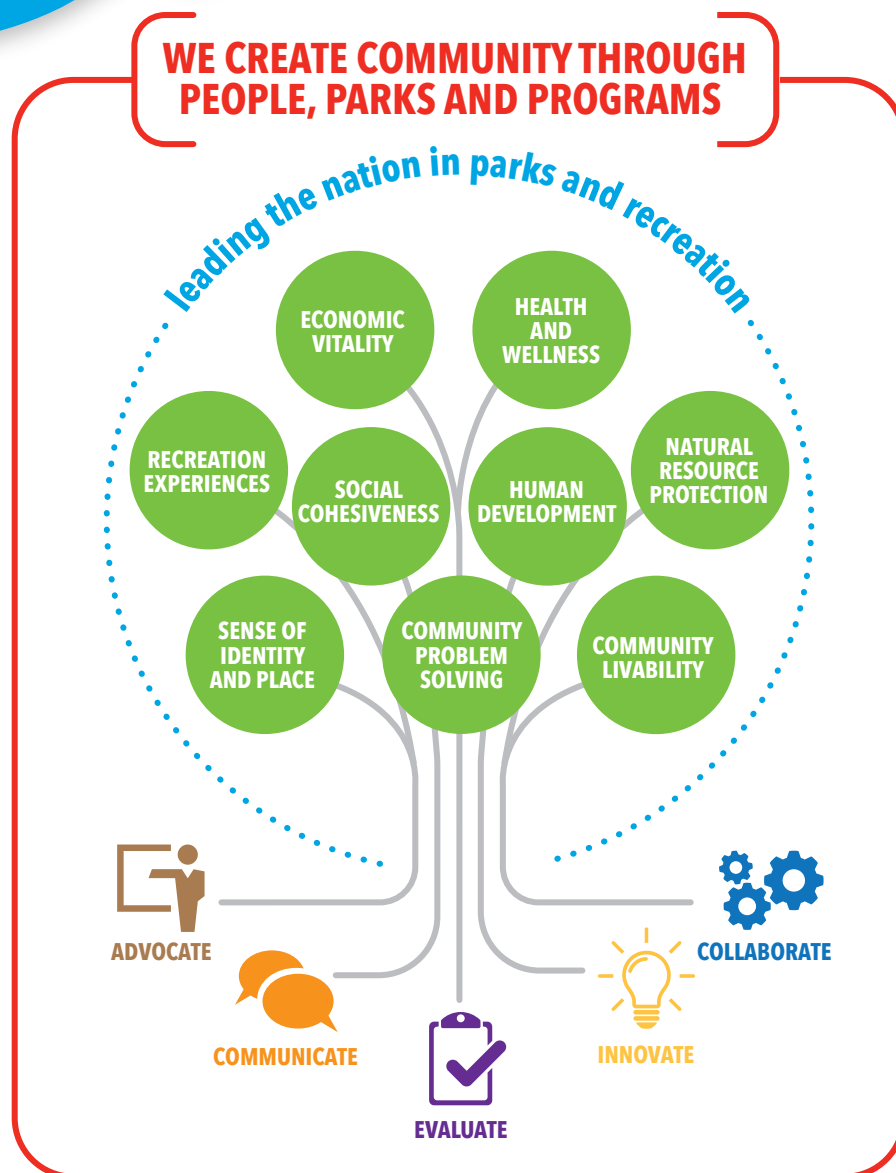 WE CREATE COMMUNITY THROUGH
PEOPLE, PARKS AND PROGRAMS
leading the nation in parks and recreation
ECONOMIC
VITALITY
HEALTH
AND
WELLNESS
RECREATION
EXPERIENCES
SOCIAL
COHESIVENESS
HUMAN
DEVELOPMENT
NATURAL
RESOURCE
PROTECTION
SENSE OF
IDENTITY
AND PLACE
COMMUNITY
PROBLEM
SOLVING
COMMUNITY
LIVABILITY
ADVOCATE
COLLABORATE
COMMUNICATE
INNOVATE
EVALUATE